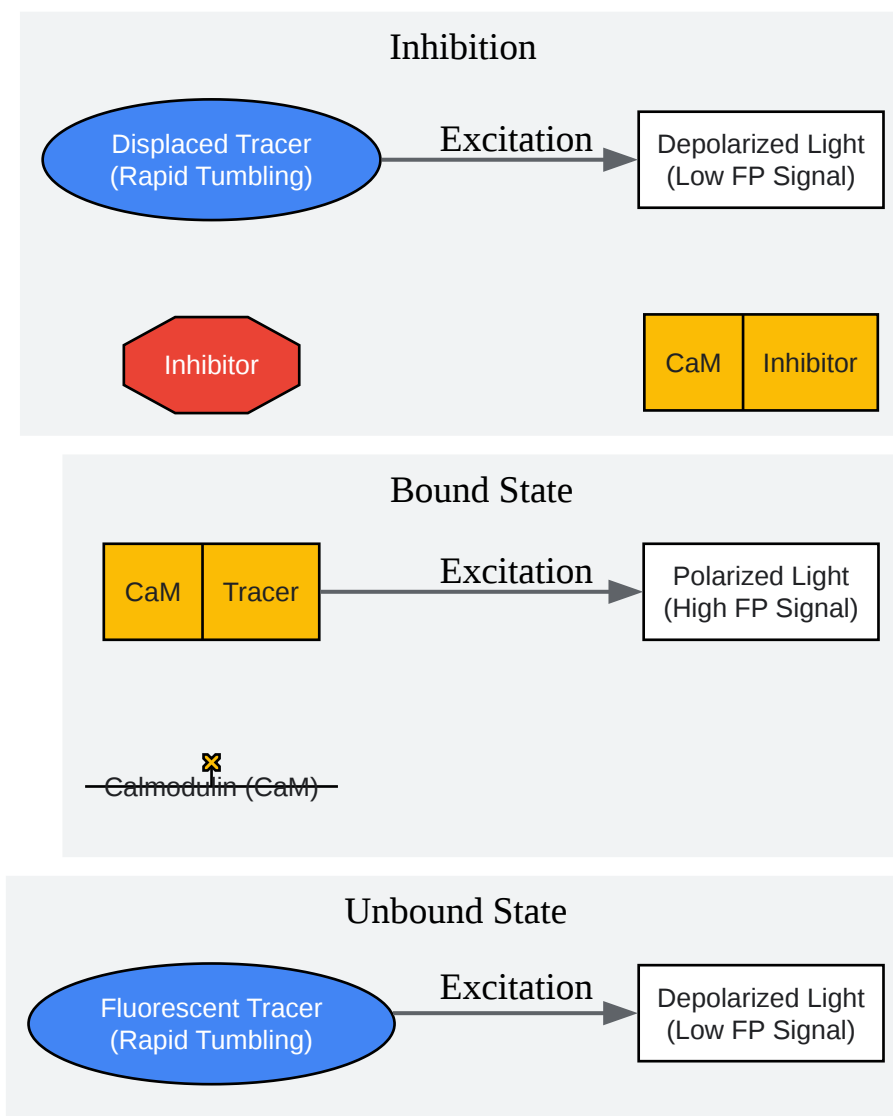 Inhibition
Displaced Tracer
(Rapid Tumbling)
Excitation
Depolarized Light
(Low FP Signal)
Inhibitor
CaM
Inhibitor
Bound State
CaM
Tracer
Excitation
Polarized Light
(High FP Signal)
Calmodulin (CaM)
Unbound State
Fluorescent Tracer
(Rapid Tumbling)
Excitation
Depolarized Light
(Low FP Signal)